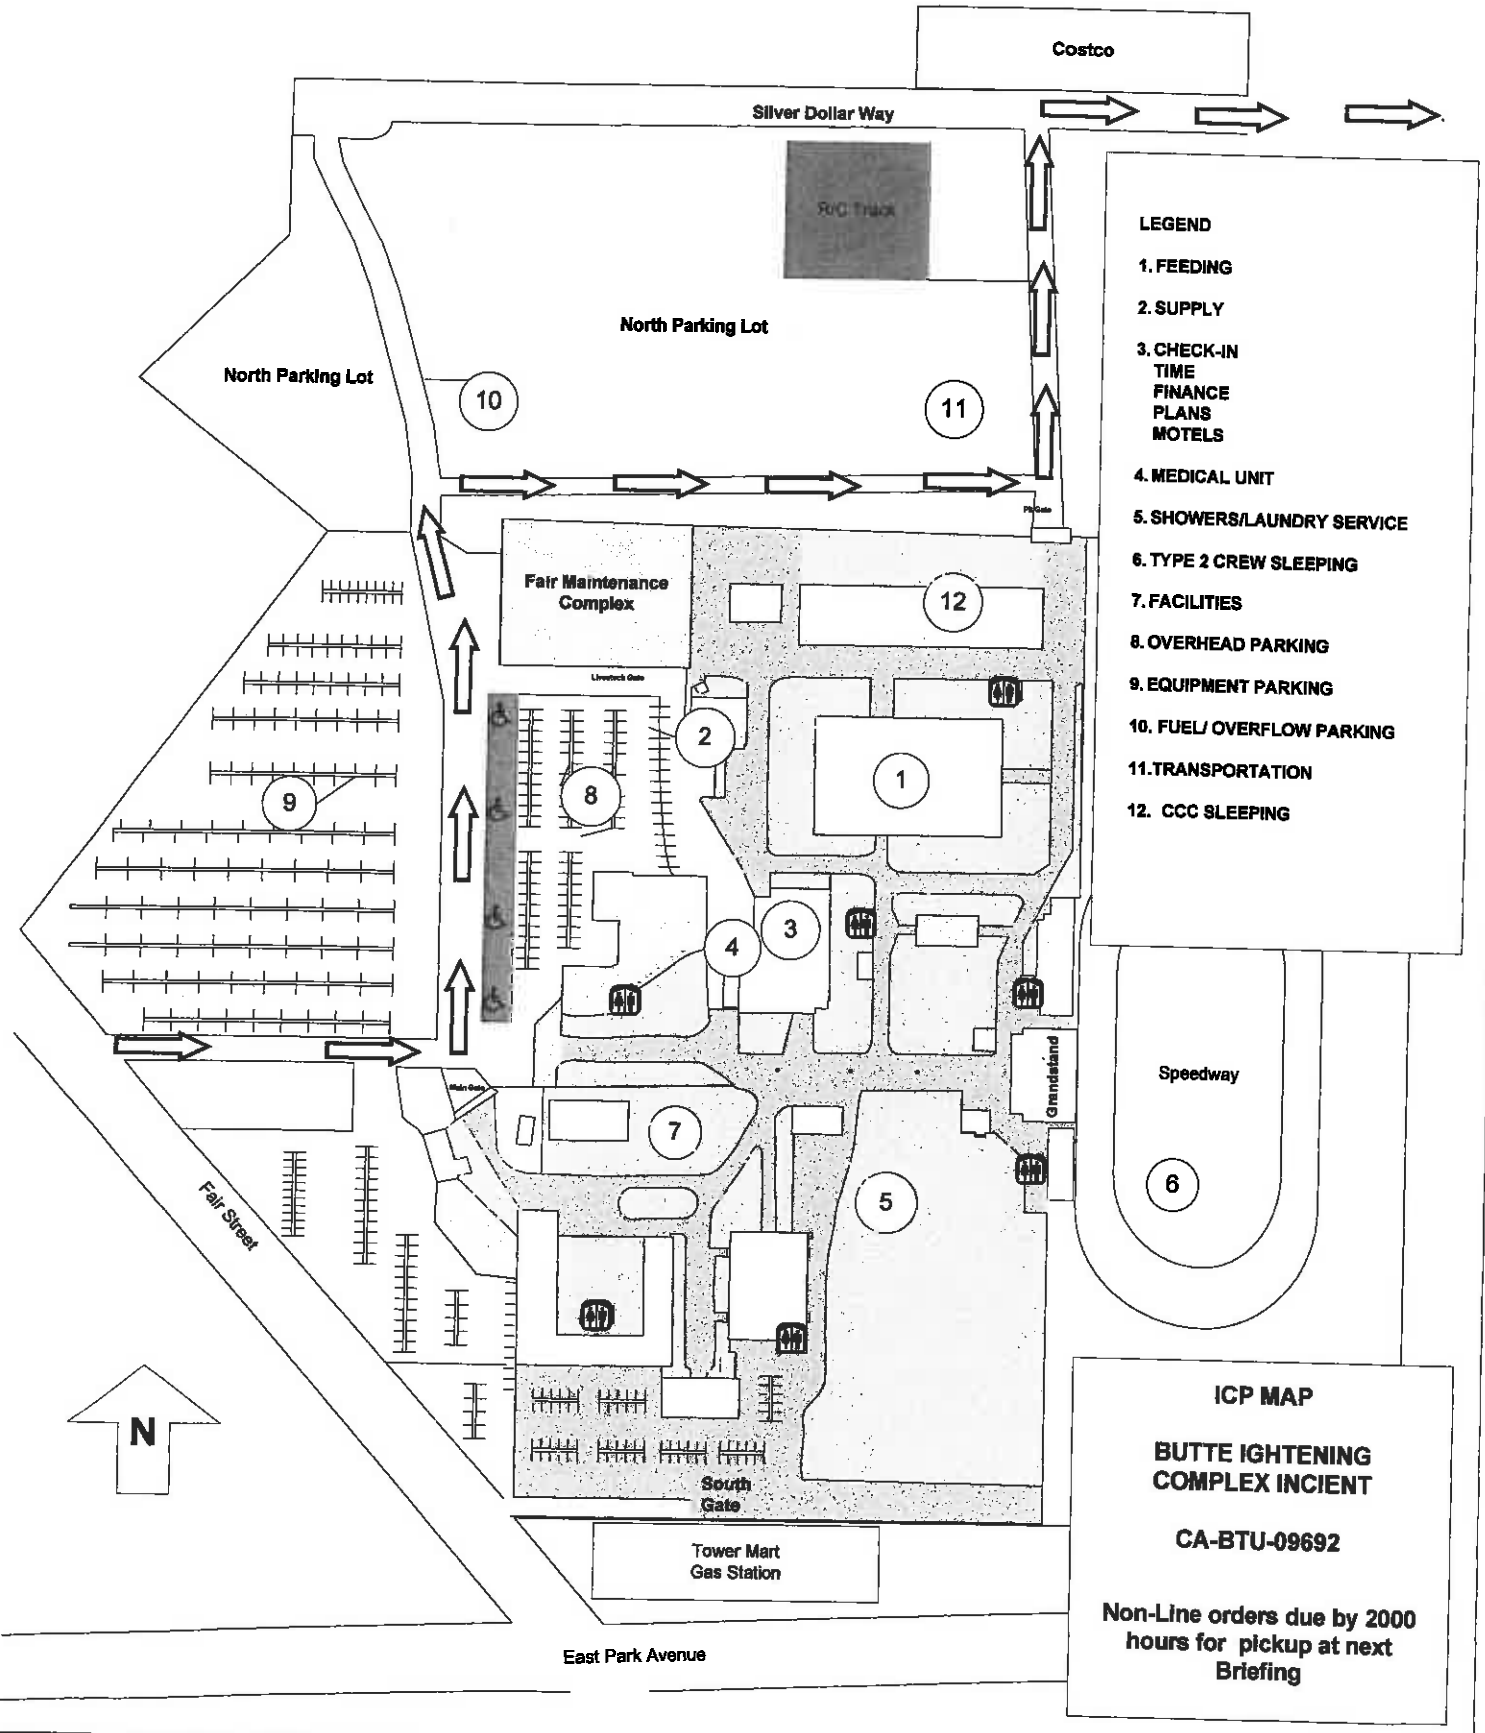 Costco
Silver Dollar Way
R/C Track
North Parking Lot
North Parking Lot
10
11
Pit Gate
Fair Maintenance
Complex
12
Livestock Gate
2
1
8
9
3
4
Main Gate
7
5
Grandstand
Speedway
6
Fair Street
N
South
Gate
Tower Mart
Gas Station
East Park Avenue
LEGEND
1. FEEDING
2. SUPPLY
3. CHECK-IN
TIME
FINANCE
PLANS
MOTELS
4. MEDICAL UNIT
5. SHOWERS/LAUNDRY SERVICE
6. TYPE 2 CREW SLEEPING
7. FACILITIES
8. OVERHEAD PARKING
9. EQUIPMENT PARKING
10. FUEL/ OVERFLOW PARKING
11.TRANSPORTATION
12. CCC SLEEPING
ICP MAP
BUTTE IGHTENING
COMPLEX INCIENT
CA-BTU-09692
Non-Line orders due by 2000
hours for pickup at next
Briefing